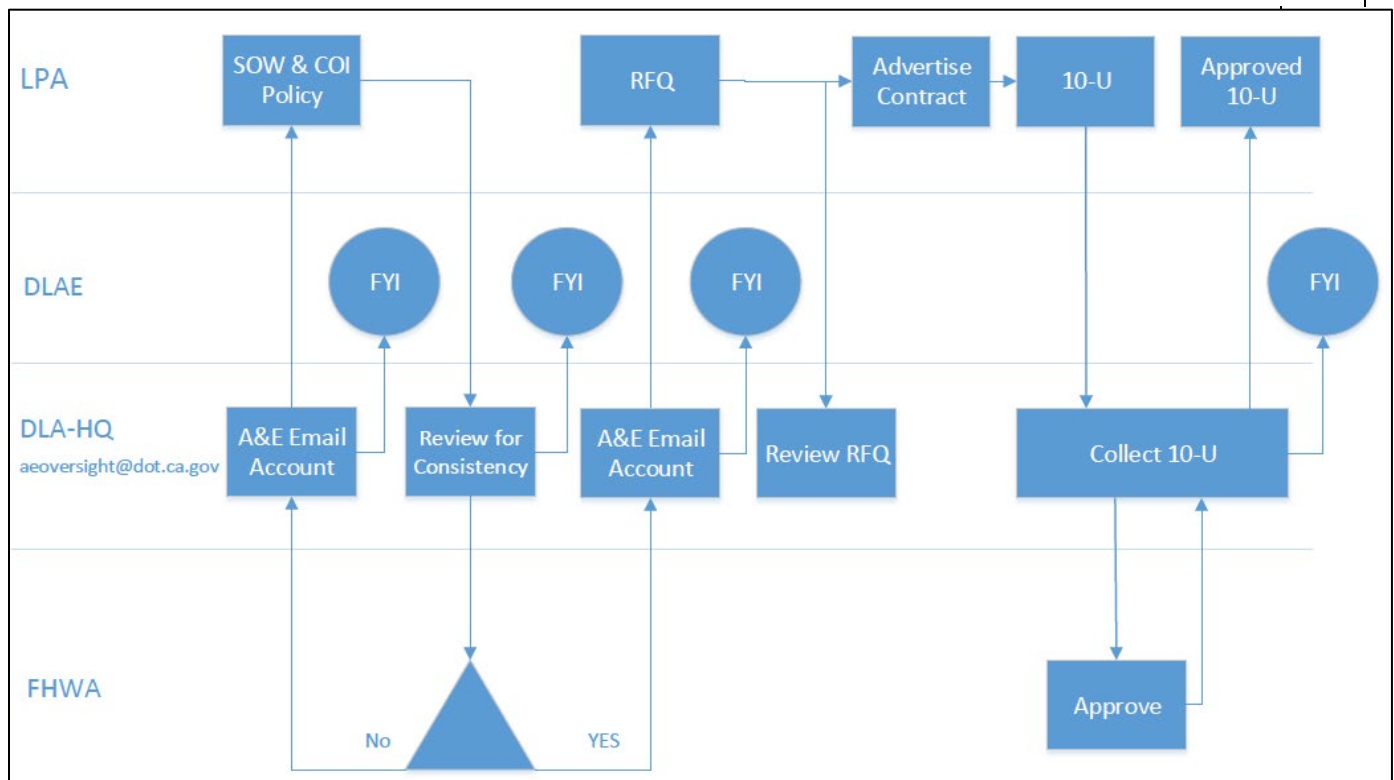 LPA
SOW & COI
Policy
RFQ
Advertise
Contract
10-U
Approved
10-U
DLAE
FYI
FYI
FYI
FYI
DLA-HQ
aeoversight@dot.ca.gov
A&E Email
Account
Review for
Consistency
A&E Email
Account
Review RFQ
Collect 10-U
FHWA
No
YES
Approve